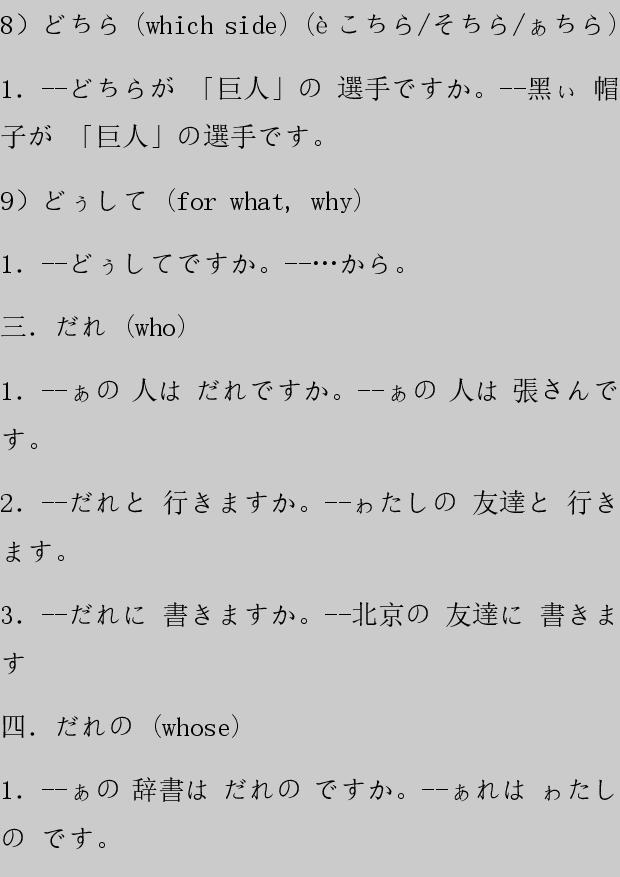 8）どちら（which side）（è こちら/そちら/ぁちら）
1．--どちらが 「巨人」の 選手ですか。--黑ぃ 帽
子が 「巨人」の選手です。
9）どぅして（for what, why）
1．--どぅしてですか。--…から。
三．だれ（who）
1．--ぁの 人は だれですか。--ぁの 人は 張さんで
す。
2．--だれと 行きますか。--ゎたしの 友達と 行き
ます。
3．--だれに 書きますか。--北京の 友達に 書きま
す
四．だれの（whose）
1．--ぁの 辞書は だれの ですか。--ぁれは ゎたし
の です。